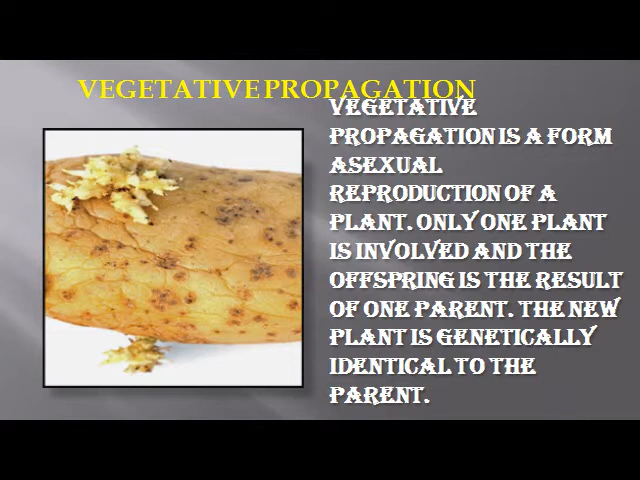 VEGETATIVE PROPAGATION
VEGETATIVE
PROPAGATION IS A FORM
ASEXUAL
REPRODUCTION OF A
PLANT. ONLY ONE PLANT
IS INVOLVED AND THE
OFFSPRING IS THE RESULT
OF ONE PARENT. THE NEW
PLANT IS GENETICALLY
IDENTICAL TO THE
PARENT.